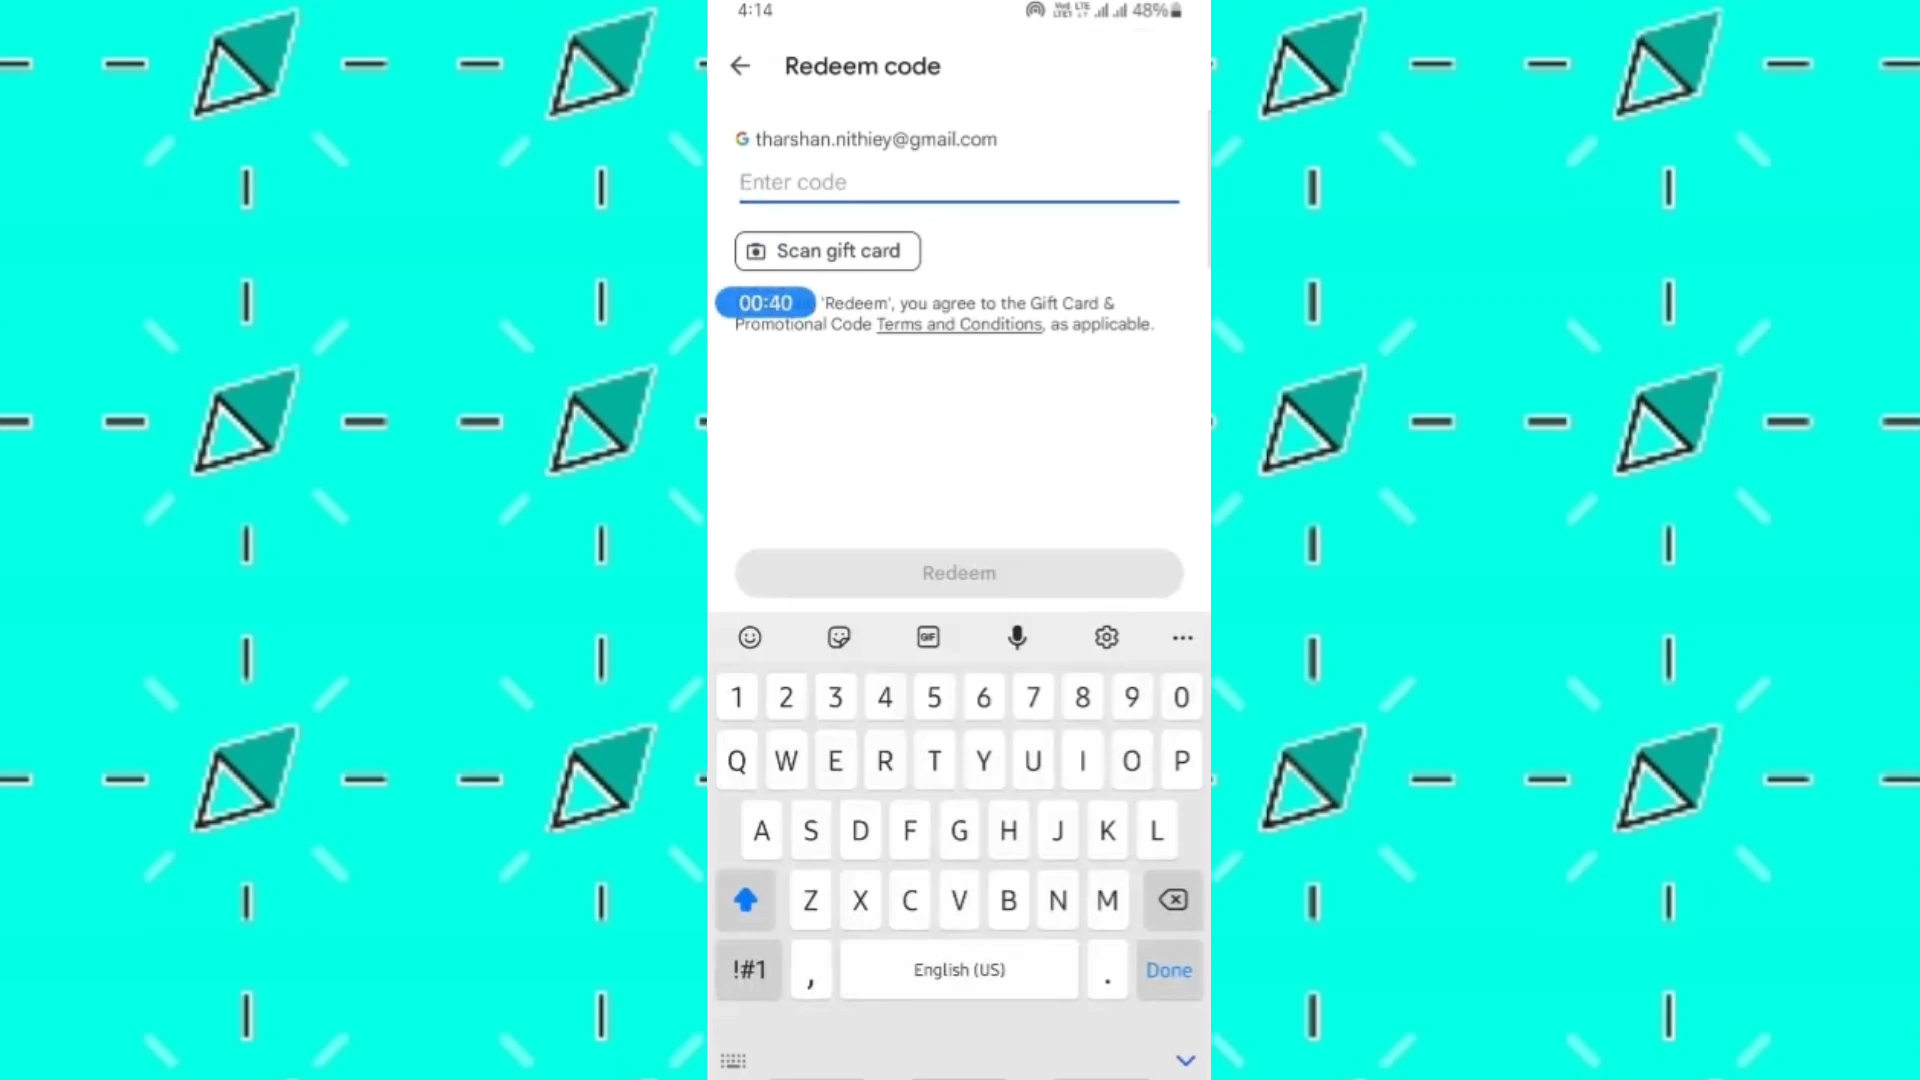 4:14
48%
Redeem code
tharshan.nithiey@gmail.com
Enter code
Scan gift card
00:40 'Redeem', you agree to the Gift Card &
Promotional Code Terms and Conditions, as applicable.
Redeem
GIF
1 2 3 4 5 6 7 8 9 0
Q W E R T Y U I O P
A S D F G H J K L
Z X C V B N M
!#1 , English (US) . Done